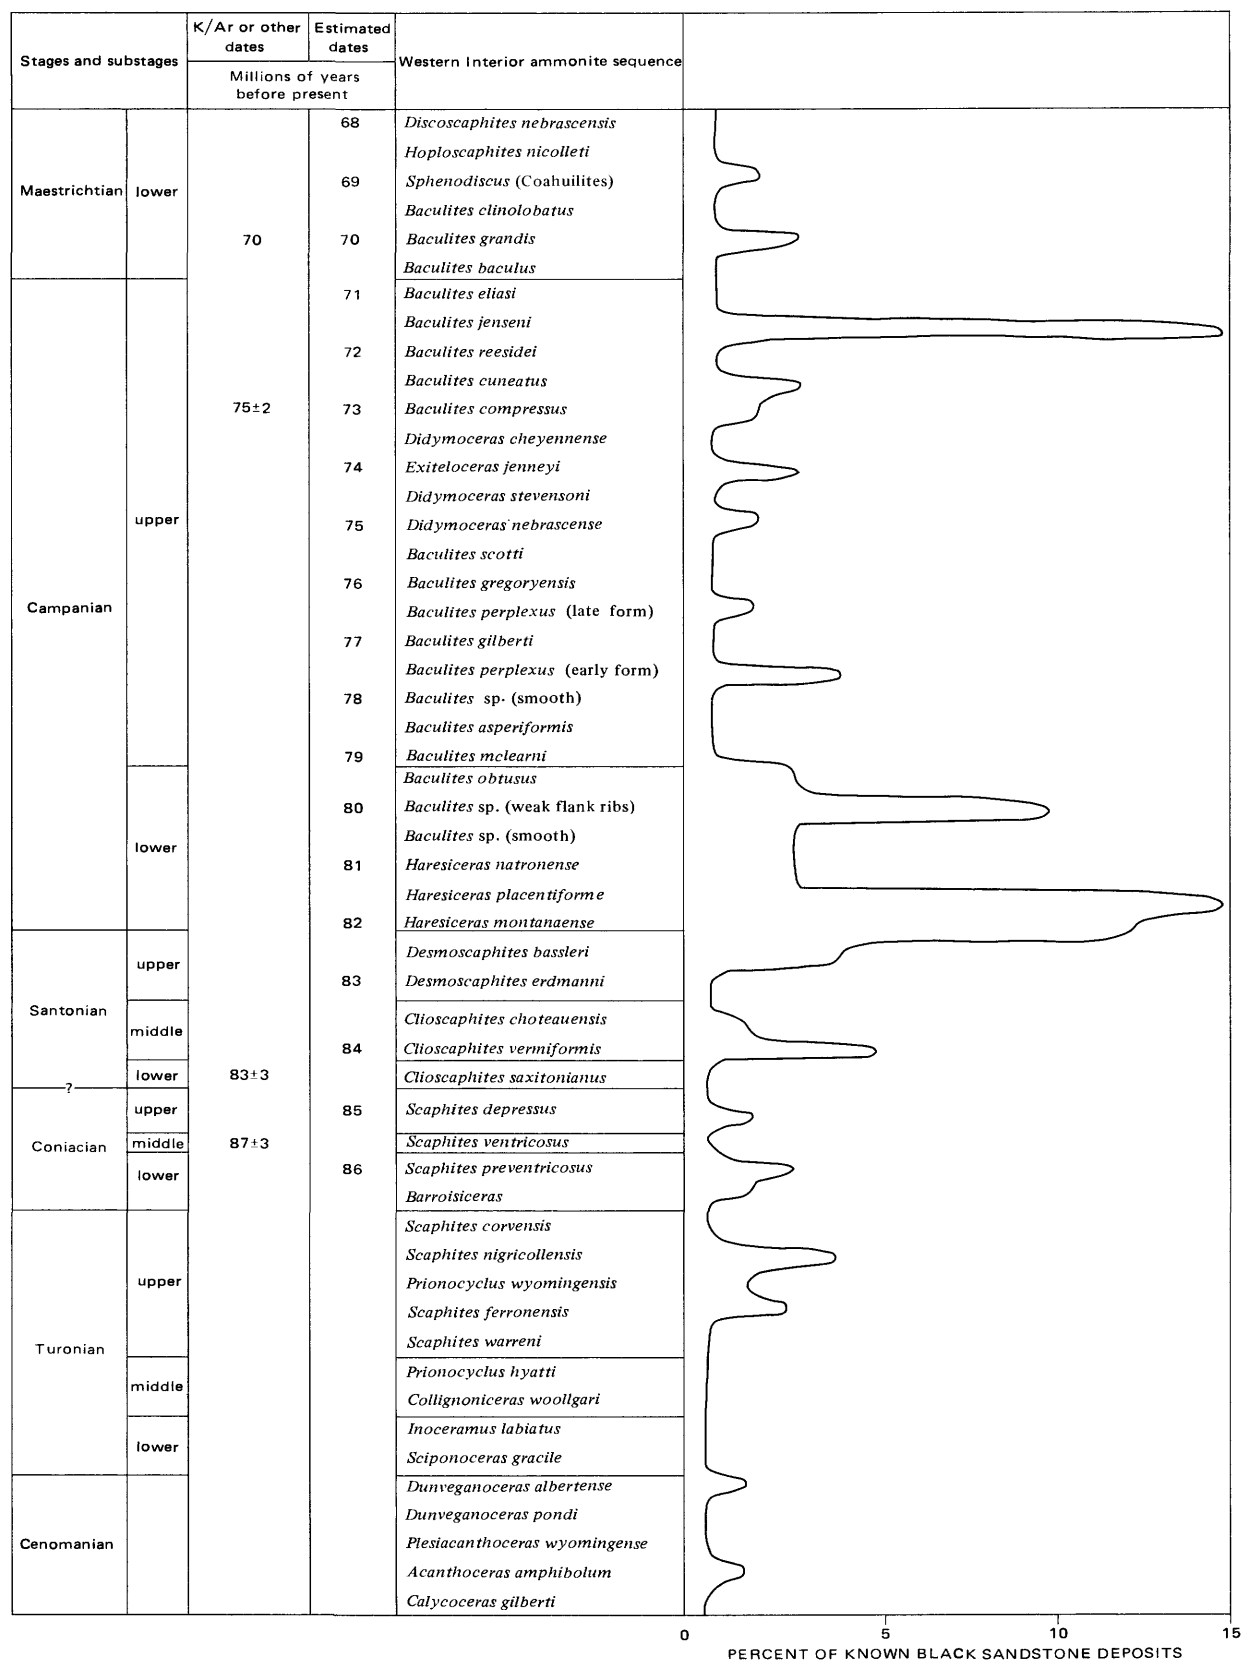 Stages and substages
K/Ar or other dates
Estimated dates
Millions of years before present
Western Interior ammonite sequence
Maestrichtian lower
68 Discoscaphites nebrascensis
Hoploscaphites nicolleti
69 Sphenodiscus (Coahuilites)
Baculites clinolobatus
70 70 Baculites grandis
Baculites baculus
Campanian
upper
71 Baculites eliasi
Baculites jenseni
72 Baculites reesidei
Baculites cuneatus
75±2 73 Baculites compressus
Didymoceras cheyennense
74 Exiteloceras jenneyi
Didymoceras stevensoni
75 Didymoceras nebrascense
Baculites scotti
76 Baculites gregoryensis
Baculites perplexus (late form)
77 Baculites gilberti
Baculites perplexus (early form)
78 Baculites sp. (smooth)
Baculites asperiformis
79 Baculites mclearni
lower
Baculites obtusus
80 Baculites sp. (weak flank ribs)
Baculites sp. (smooth)
81 Haresiceras natronense
Haresiceras placentiforme
82 Haresiceras montanaense
Santonian
upper
Desmoscaphites bassleri
83 Desmoscaphites erdmanni
middle
Clioscaphites choteauensis
84 Clioscaphites vermiformis
lower 83±3 Clioscaphites saxitonianus
?
Coniacian
upper 85 Scaphites depressus
middle 87±3 Scaphites ventricosus
lower
86 Scaphites preventricosus
Barroisiceras
Turonian
upper
Scaphites corvensis
Scaphites nigricollensis
Prionocyclus wyomingensis
Scaphites ferronensis
Scaphites warreni
middle
Prionocyclus hyatti
Collignoniceras woollgari
lower
Inoceramus labiatus
Sciponoceras gracile
Cenomanian
Dunveganoceras albertense
Dunveganoceras pondi
Plesiacanthoceras wyomingense
Acanthoceras amphibolum
Calycoceras gilberti
0 5 10 15
PERCENT OF KNOWN BLACK SANDSTONE DEPOSITS